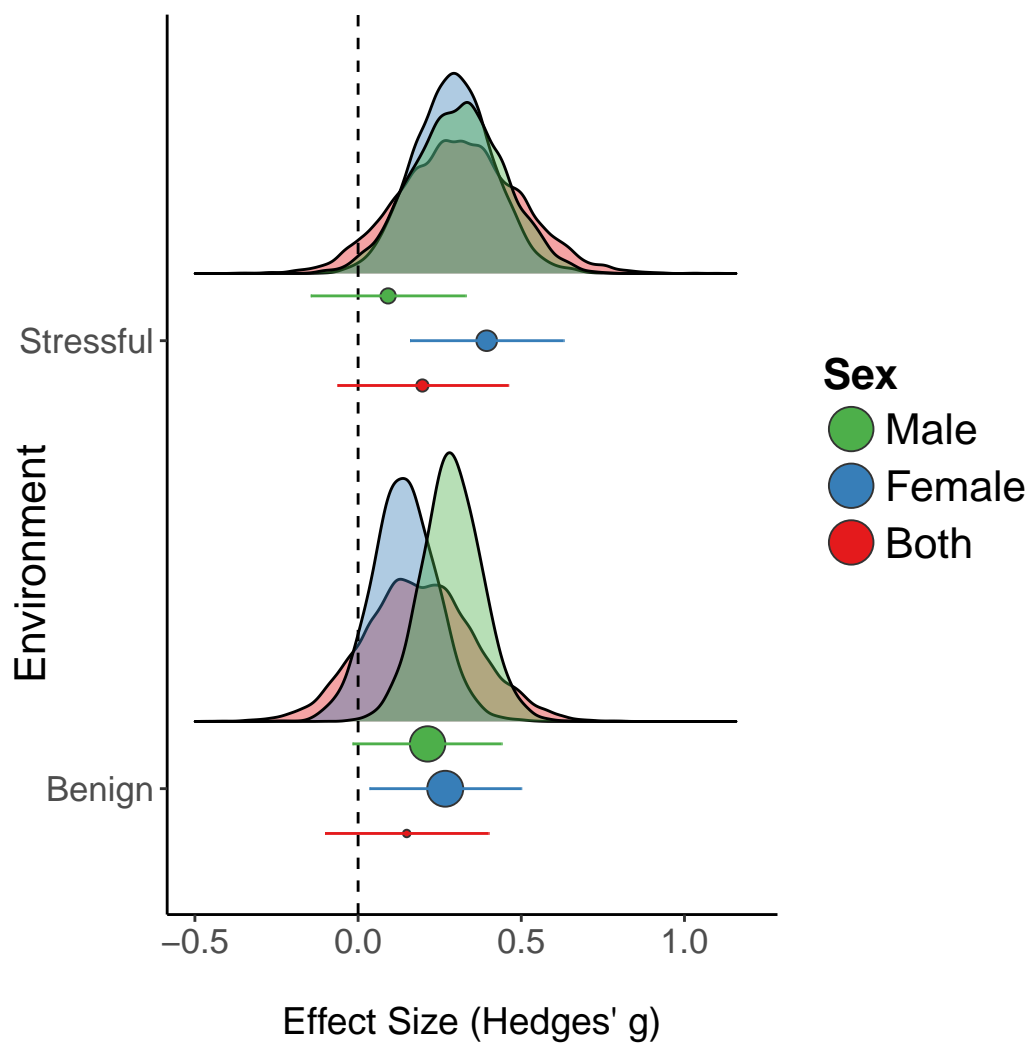 Stressful
Benign
Environment
−0.5
0.0
0.5
1.0
Effect Size (Hedges' g)
Sex
Male
Female
Both